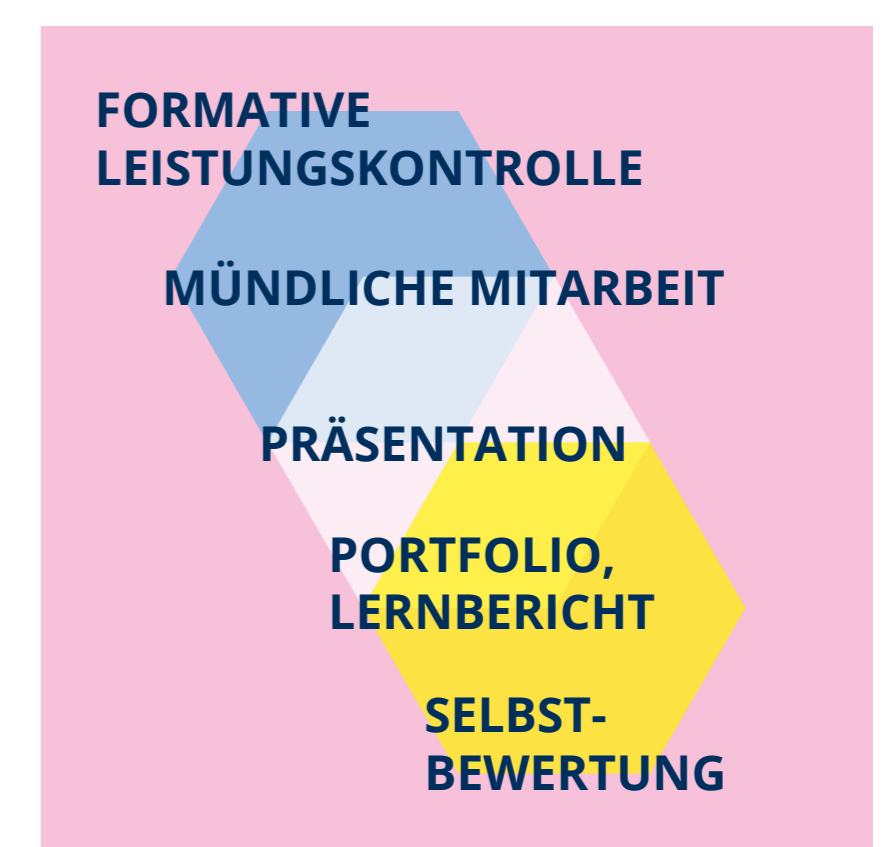 FORMATIVE
LEISTUNGSKONTROLLE
MÜNDLICHE MITARBEIT
PRÄSENTATION
PORTFOLIO,
LERNBERICHT
SELBST-
BEWERTUNG